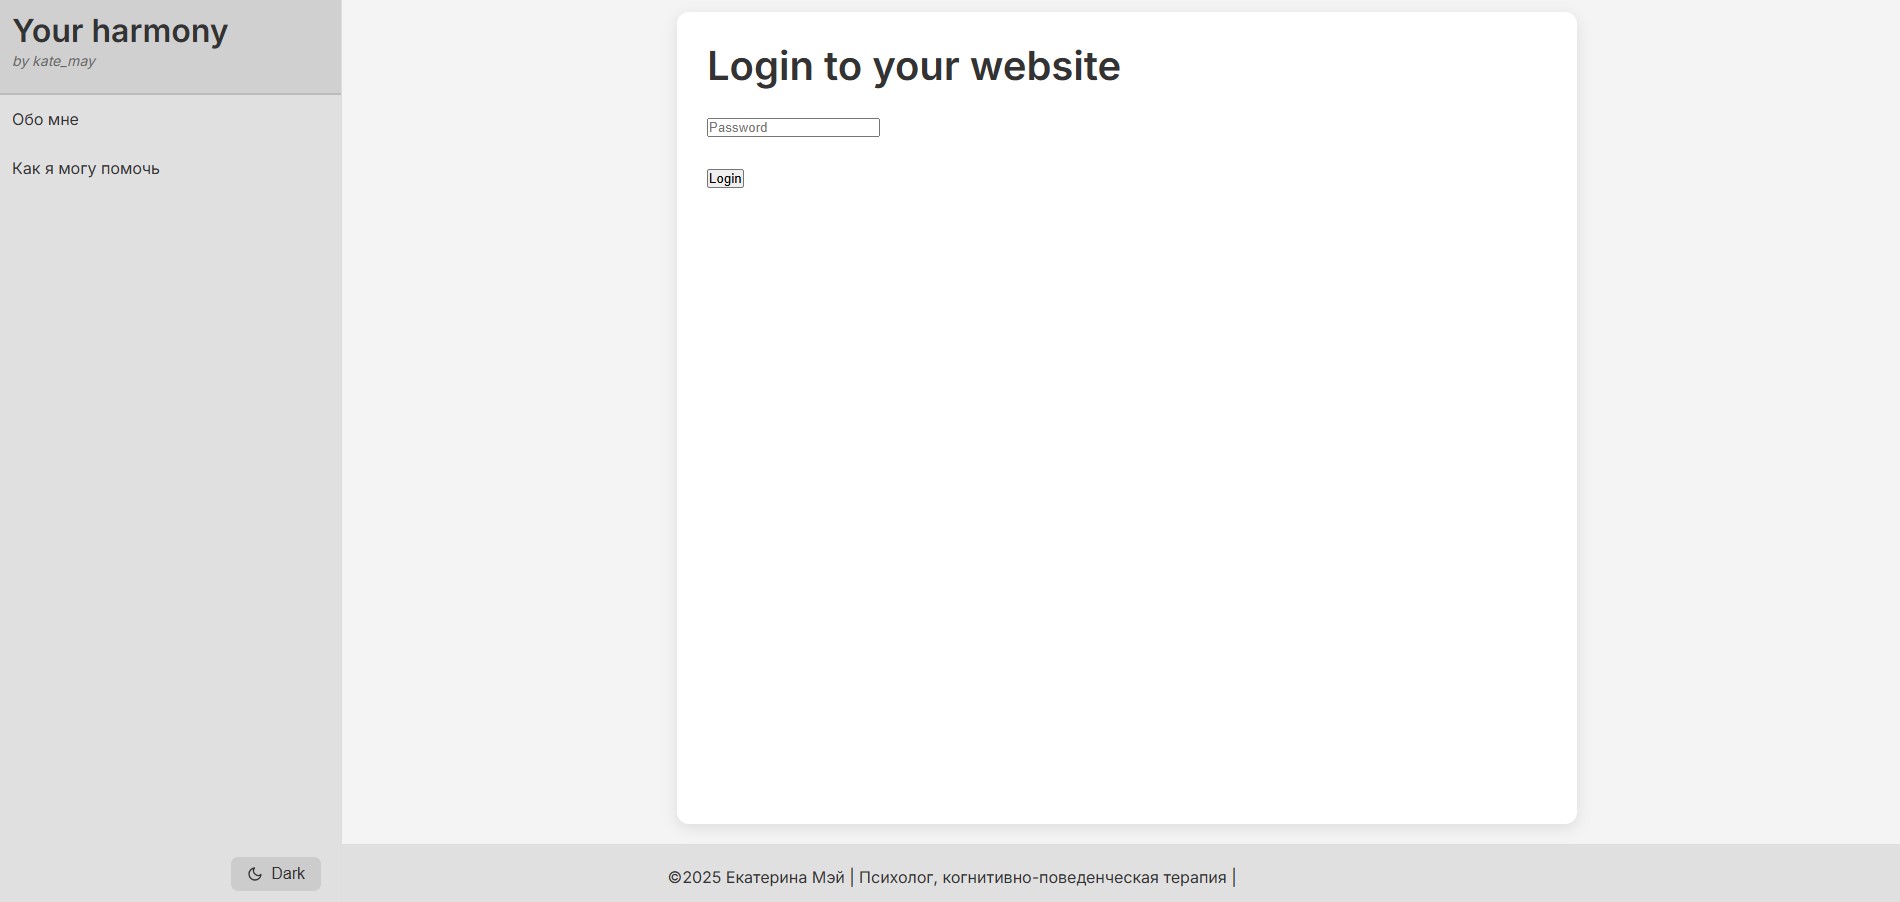 Your harmony
by kate_may
Обо мне
Как я могу помочь
Dark
Login to your website
Password
Login
©2025 Екатерина Мэй | Психолог, когнитивно-поведенческая терапия |